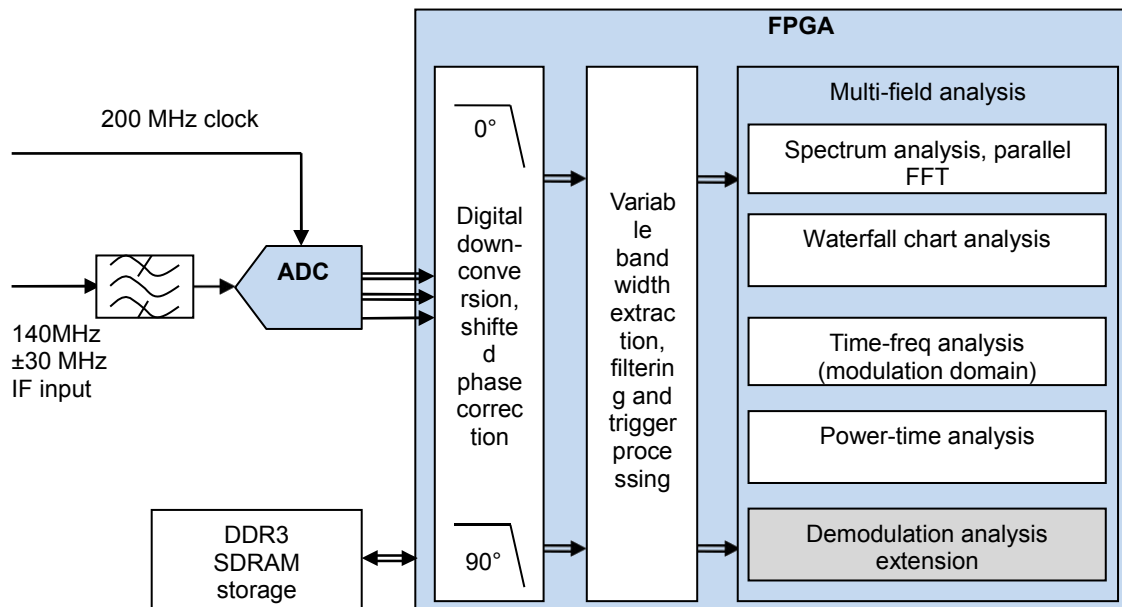 FPGA
200 MHz clock
ADC
140MHz
±30 MHz
IF input
DDR3
SDRAM
storage
0°
Digital
down-
conve
rsion,
shifte
d
phase
correc
tion
90°
Variab
le
band
width
extrac
tion,
filterin
g and
trigger
proce
ssing
Multi-field analysis
Spectrum analysis, parallel
FFT
Waterfall chart analysis
Time-freq analysis
(modulation domain)
Power-time analysis
Demodulation analysis
extension